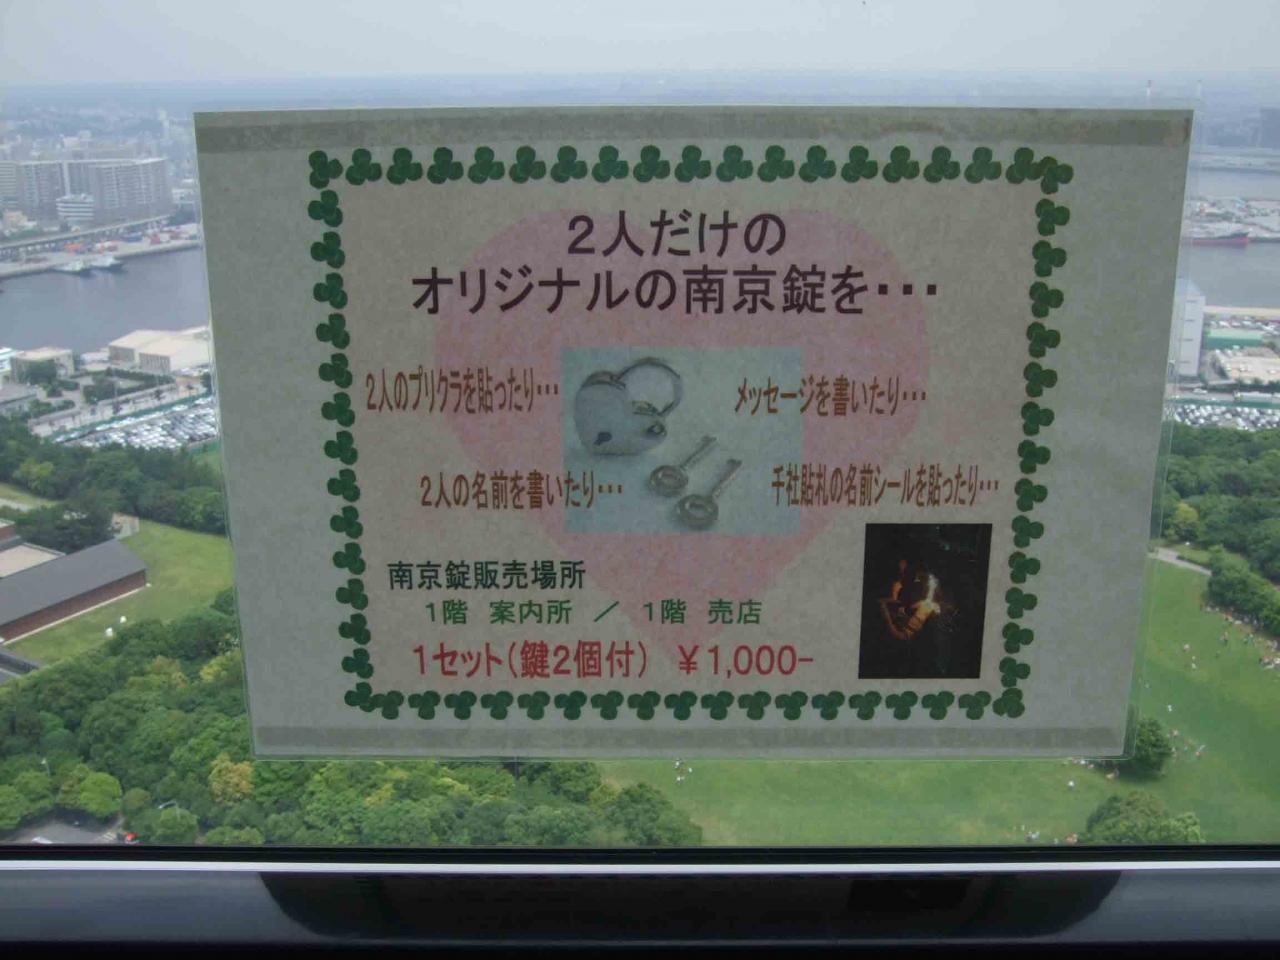 2人だけの
オリジナルの南京錠を・・・
2人のプリクラを貼ったり・・・
メッセージを書いたり・・・
2人の名前を書いたり・・・
千社貼札の名前シールを貼ったり・・・
南京錠販売場所
1階 案内所 / 1階 売店
1セット(鍵2個付) ¥1,000-